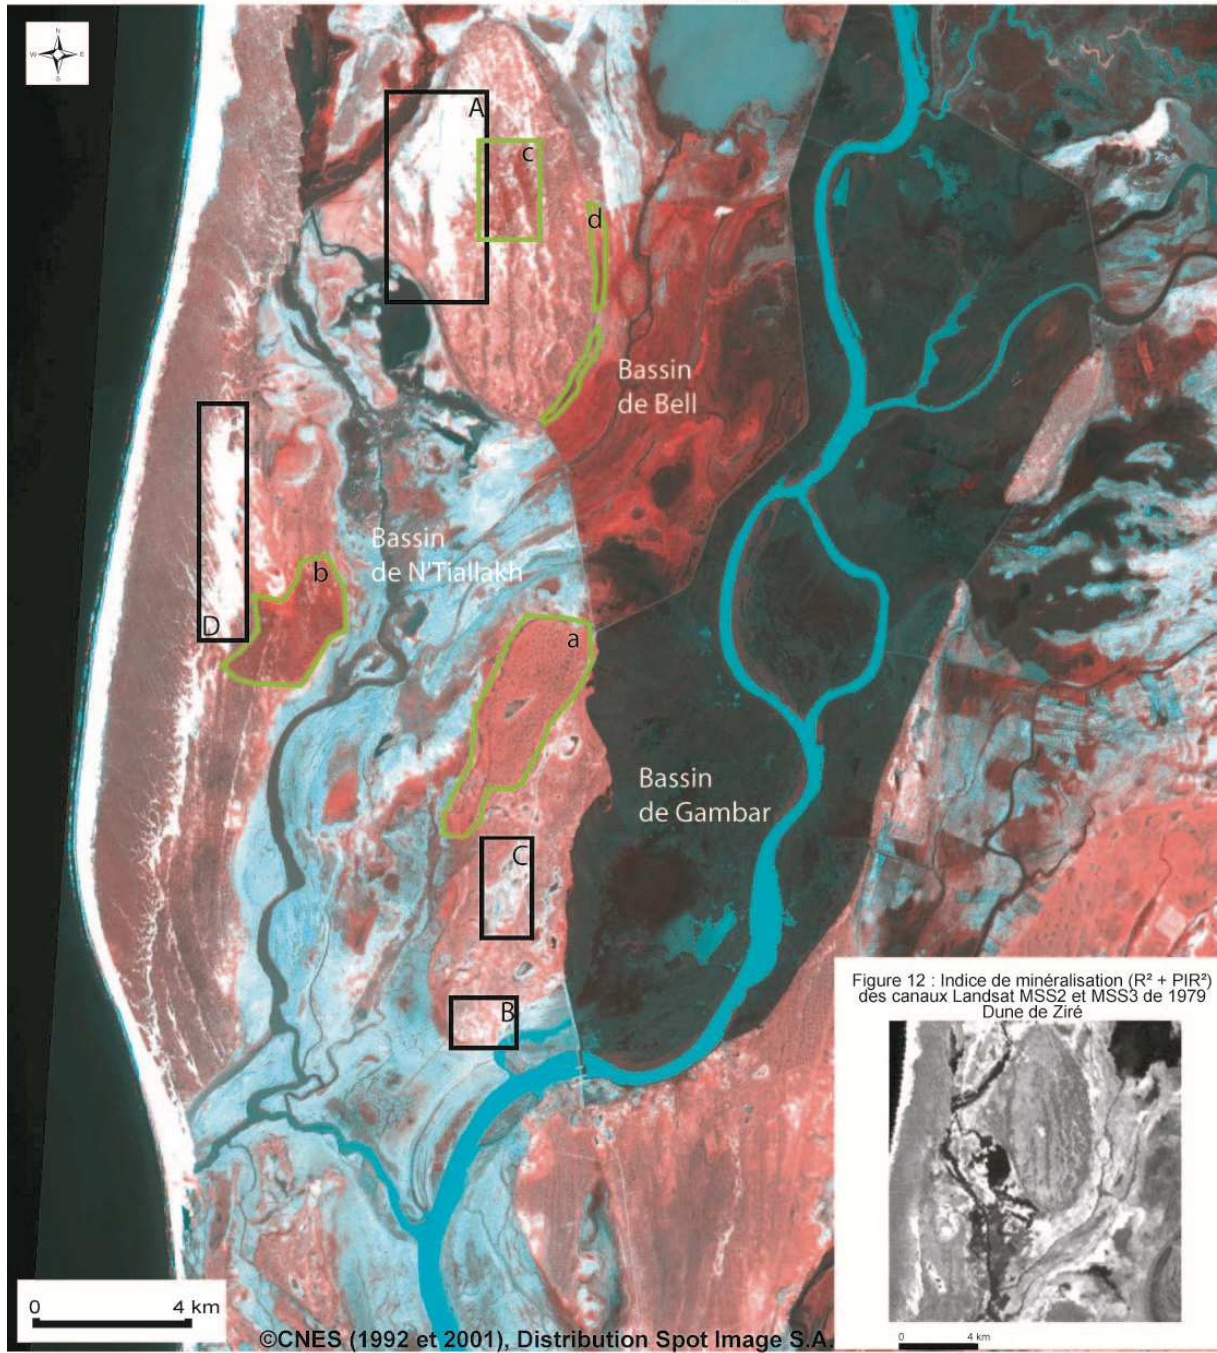 N
W E
S
A
c
d
Bassin
de Bell
Bassin
de N'Tiallakh
b
D
a
Bassin
de Gambar
C
B
Figure 12 : Indice de minéralisation (R² + PIR²)
des canaux Landsat MSS2 et MSS3 de 1979
Dune de Ziré
0 4 km
0 4 km
©CNES (1992 et 2001), Distribution Spot Image S.A.